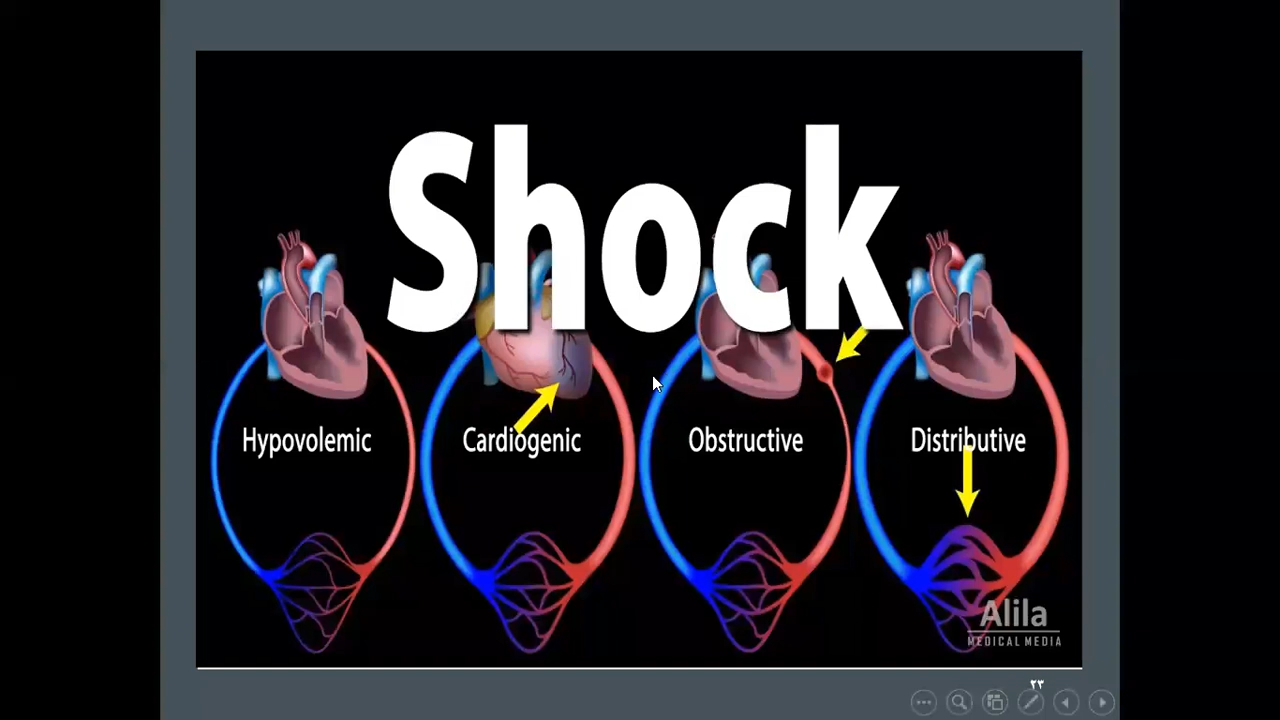 Shock
Hypovolemic
Cardiogenic
Obstructive
Distributive
Alila
MEDICAL MEDIA
٢٣